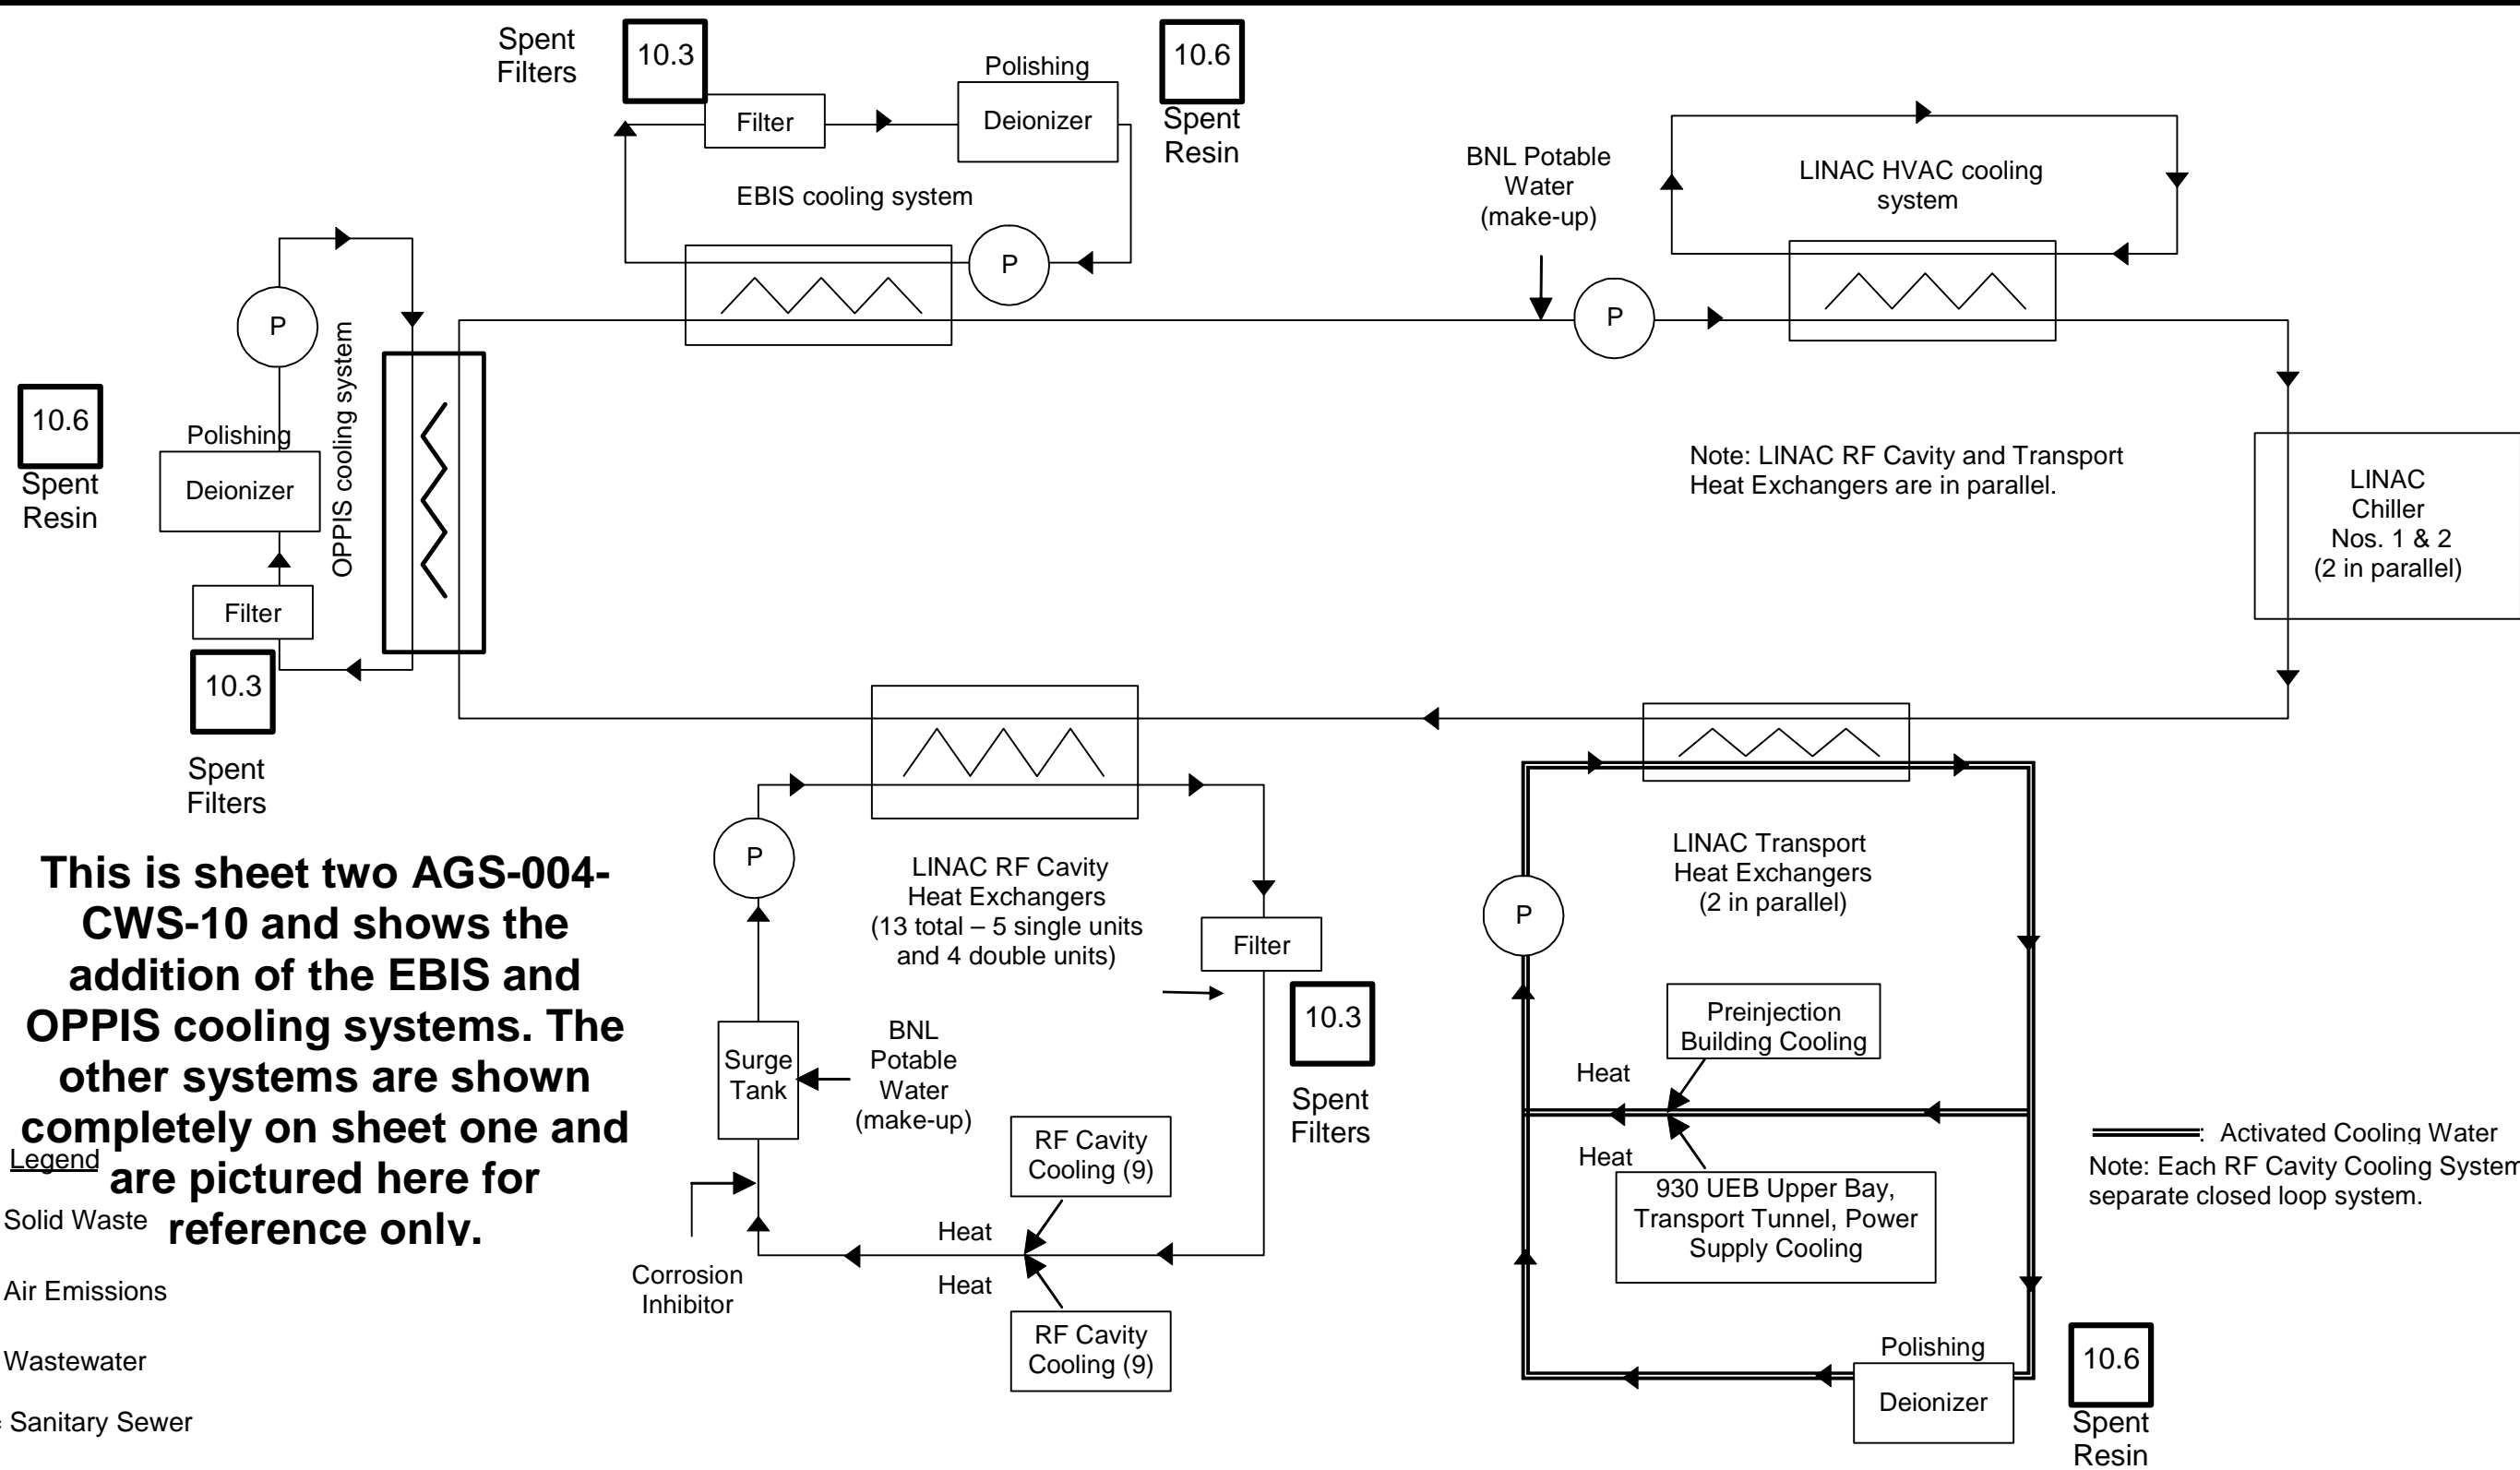 Spent
Filters
10.3
Filter
Polishing
Deionizer
10.6
Spent
Resin
EBIS cooling system
P
BNL Potable
Water
(make-up)
P
LINAC HVAC cooling
system
P
OPPIS cooling system
10.6
Spent
Resin
Polishing
Deionizer
Filter
10.3
Spent
Filters
Note: LINAC RF Cavity and Transport
Heat Exchangers are in parallel.
LINAC
Chiller
Nos. 1 & 2
(2 in parallel)
This is sheet two AGS-004-
CWS-10 and shows the
addition of the EBIS and
OPPIS cooling systems. The
other systems are shown
completely on sheet one and
are pictured here for
reference only.
Legend
Solid Waste
Air Emissions
Wastewater
= Sanitary Sewer
P
LINAC RF Cavity
Heat Exchangers
(13 total – 5 single units
and 4 double units)
Filter
10.3
Spent
Filters
Surge
Tank
BNL
Potable
Water
(make-up)
RF Cavity
Cooling (9)
Heat
Heat
RF Cavity
Cooling (9)
Corrosion
Inhibitor
LINAC Transport
Heat Exchangers
(2 in parallel)
P
Preinjection
Building Cooling
Heat
Heat
930 UEB Upper Bay,
Transport Tunnel, Power
Supply Cooling
Polishing
Deionizer
10.6
Spent
Resin
: Activated Cooling Water
Note: Each RF Cavity Cooling System
separate closed loop system.